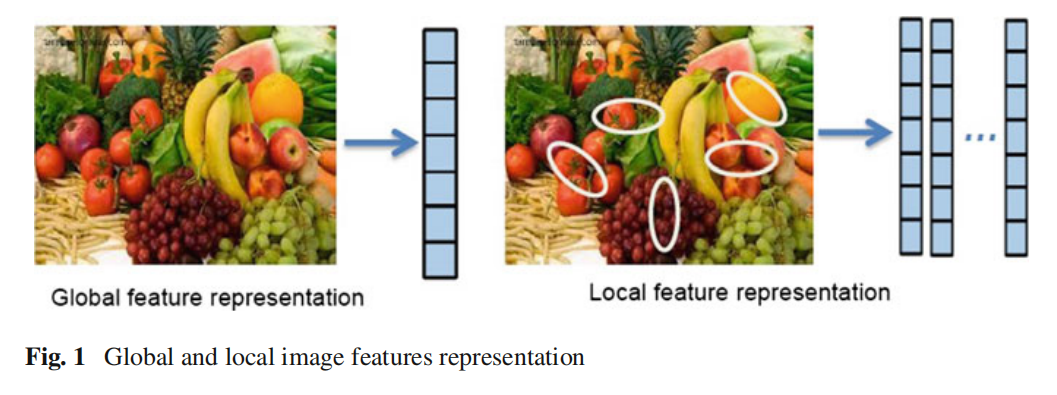 Global feature representation
Local feature representation
...
Fig. 1 Global and local image features representation